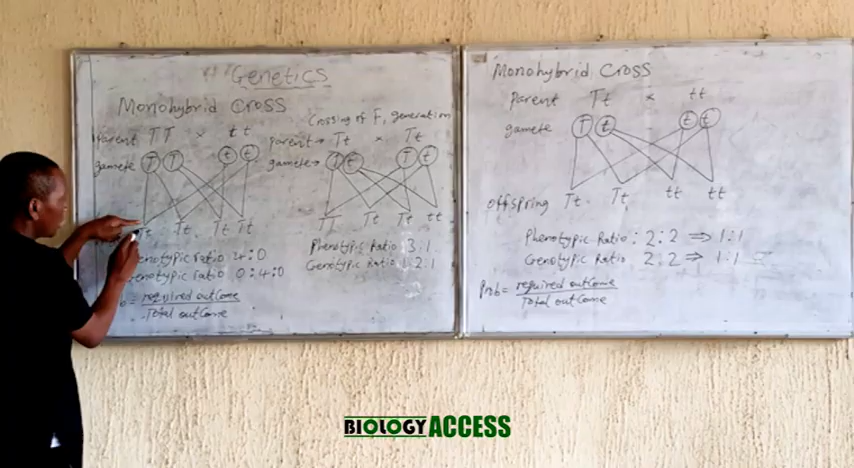 Genetics
Monohybrid Cross
Parent TT × tt
gamete T T t t
Tt Tt Tt Tt
enotypic ratio 4:0
enotypic ratio 0:4:0
= required outcome
Total outcome
Crossing of F₁ generation
parent → Tt × Tt
gamete → T t T t
TT Tt Tt tt
Phenotypic Ratio 3:1
Genotypic Ratio 1:2:1
Monohybrid Cross
Parent Tt × tt
gamete T t t t
offspring Tt Tt tt tt
Phenotypic Ratio: 2:2 ⇒ 1:1
Genotypic Ratio 2:2 ⇒ 1:1
Prob = required outcome
Total outcome
BIOLOGY ACCESS